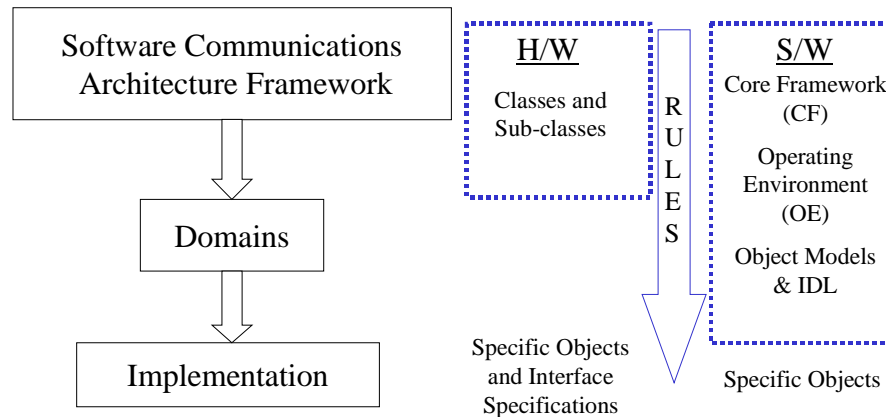 Software Communications
Architecture Framework
Domains
Implementation
H/W
Classes and
Sub-classes
Specific Objects
and Interface
Specifications
R
U
L
E
S
S/W
Core Framework
(CF)
Operating
Environment
(OE)
Object Models
& IDL
Specific Objects